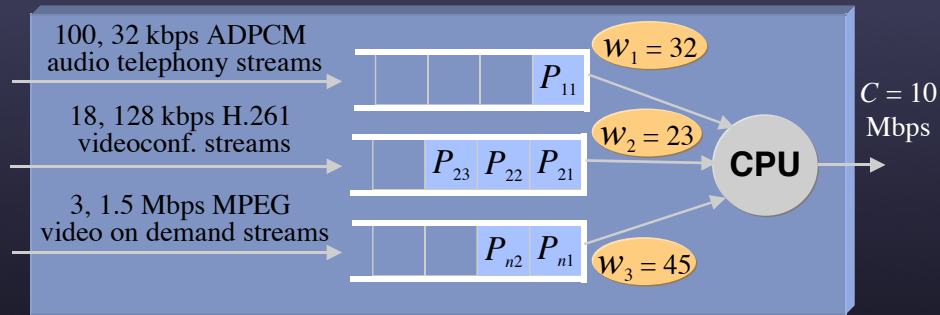 100, 32 kbps ADPCM
audio telephony streams
P11
w1 = 32
18, 128 kbps H.261
videoconf. streams
P23 P22 P21
w2 = 23
CPU
C = 10
Mbps
3, 1.5 Mbps MPEG
video on demand streams
Pn2 Pn1
w3 = 45